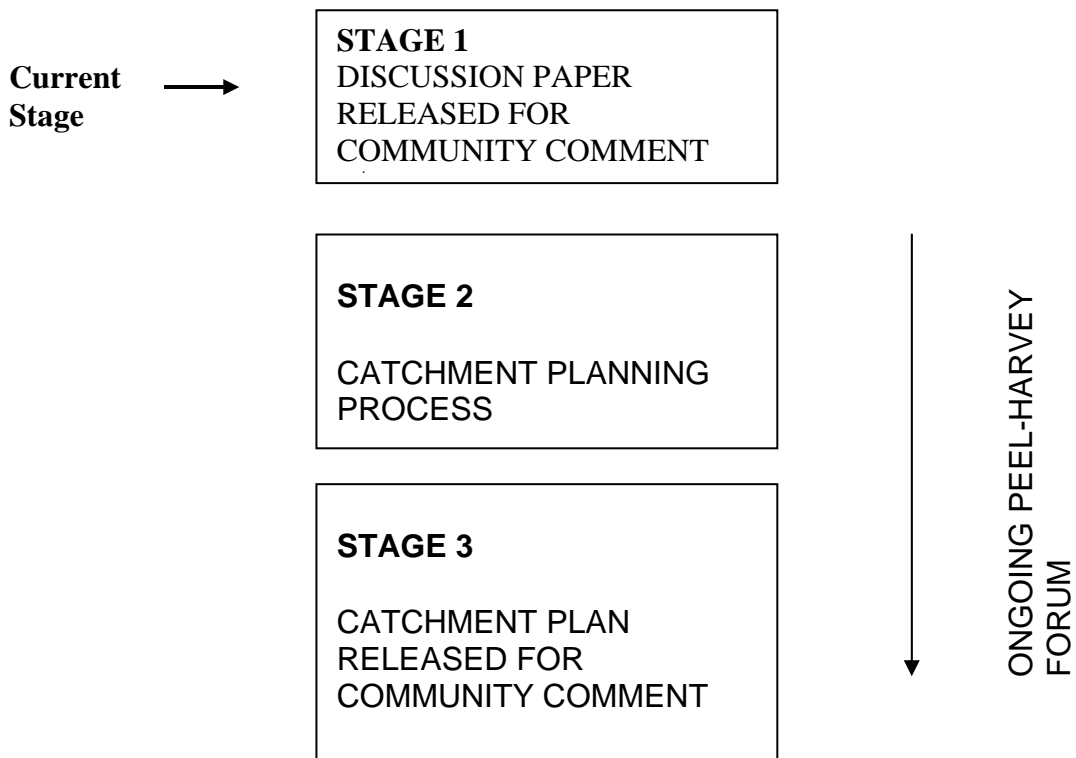 Current
Stage
STAGE 1
DISCUSSION PAPER
RELEASED FOR
COMMUNITY COMMENT
STAGE 2
CATCHMENT PLANNING
PROCESS
STAGE 3
CATCHMENT PLAN
RELEASED FOR
COMMUNITY COMMENT
ONGOING PEEL-HARVEY
FORUM